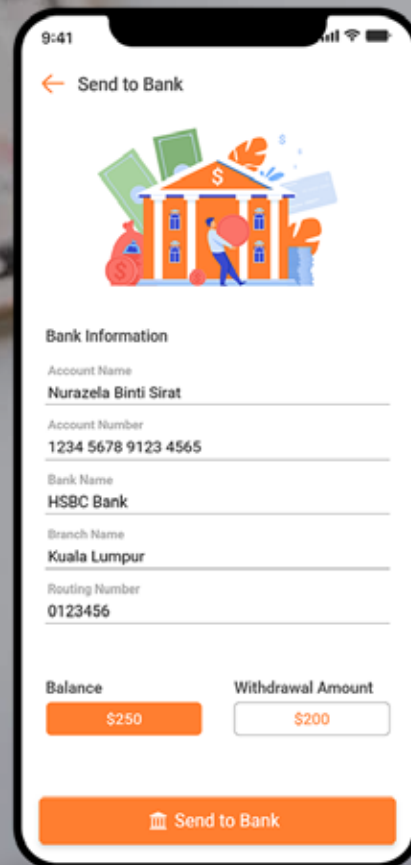 9:41
Send to Bank
$
$
$
Bank Information
Account Name
Nurazela Binti Sirat
Account Number
1234 5678 9123 4565
Bank Name
HSBC Bank
Branch Name
Kuala Lumpur
Routing Number
0123456
Balance Withdrawal Amount
$250 $200
Send to Bank